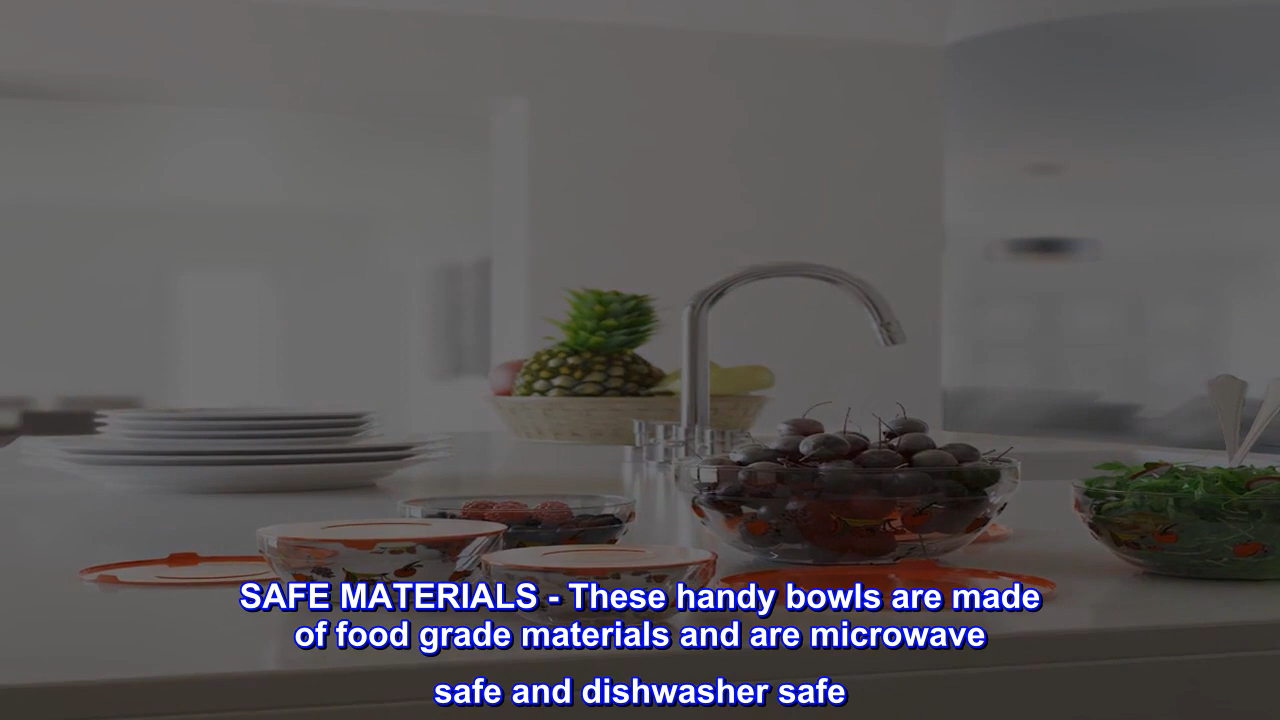 SAFE MATERIALS - These handy bowls are made
of food grade materials and are microwave
safe and dishwasher safe